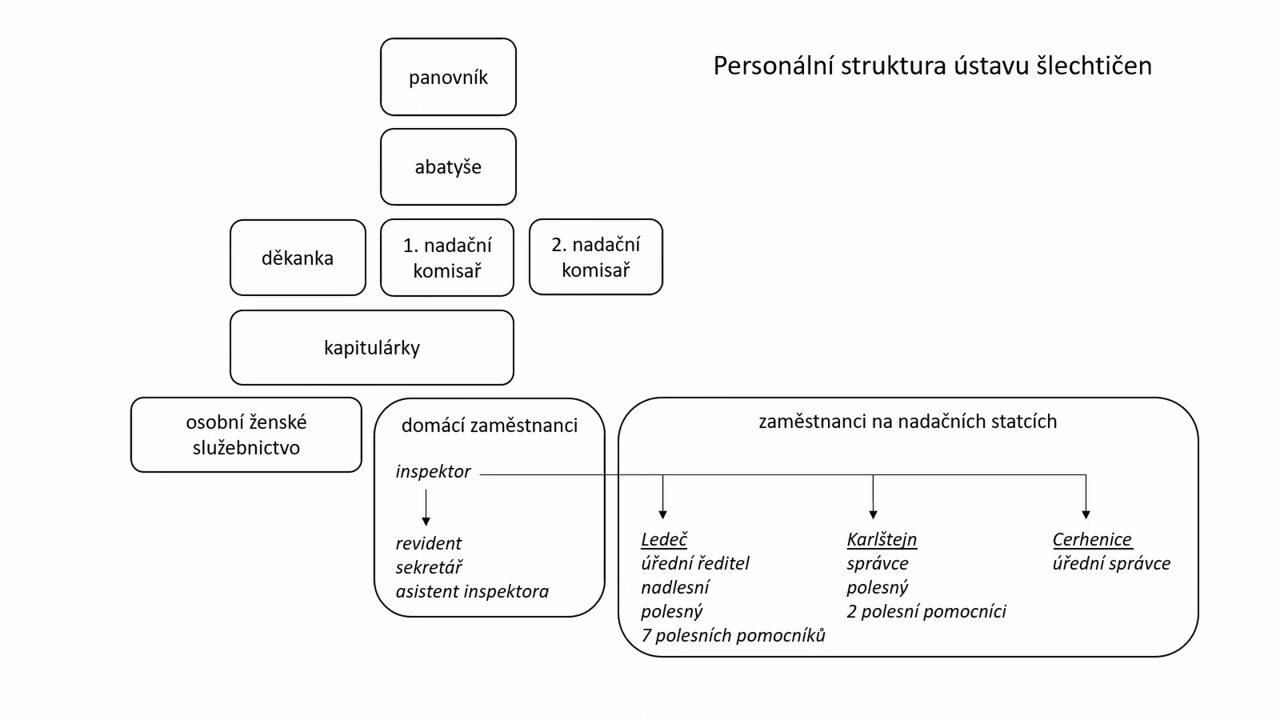 Personální struktura ústavu šlechtičen
panovník
abatyše
děkanka
1. nadační
komisař
2. nadační
komisař
kapitulárky
osobní ženské
služebnictvo
domácí zaměstnanci
inspektor
revident
sekretář
asistent inspektora
zaměstnanci na nadačních statcích
Ledeč
úřední ředitel
nadlesní
polesný
7 polesných pomocníků
Karlštejn
správce
polesný
2 polesní pomocníci
Cerhenice
úřední správce